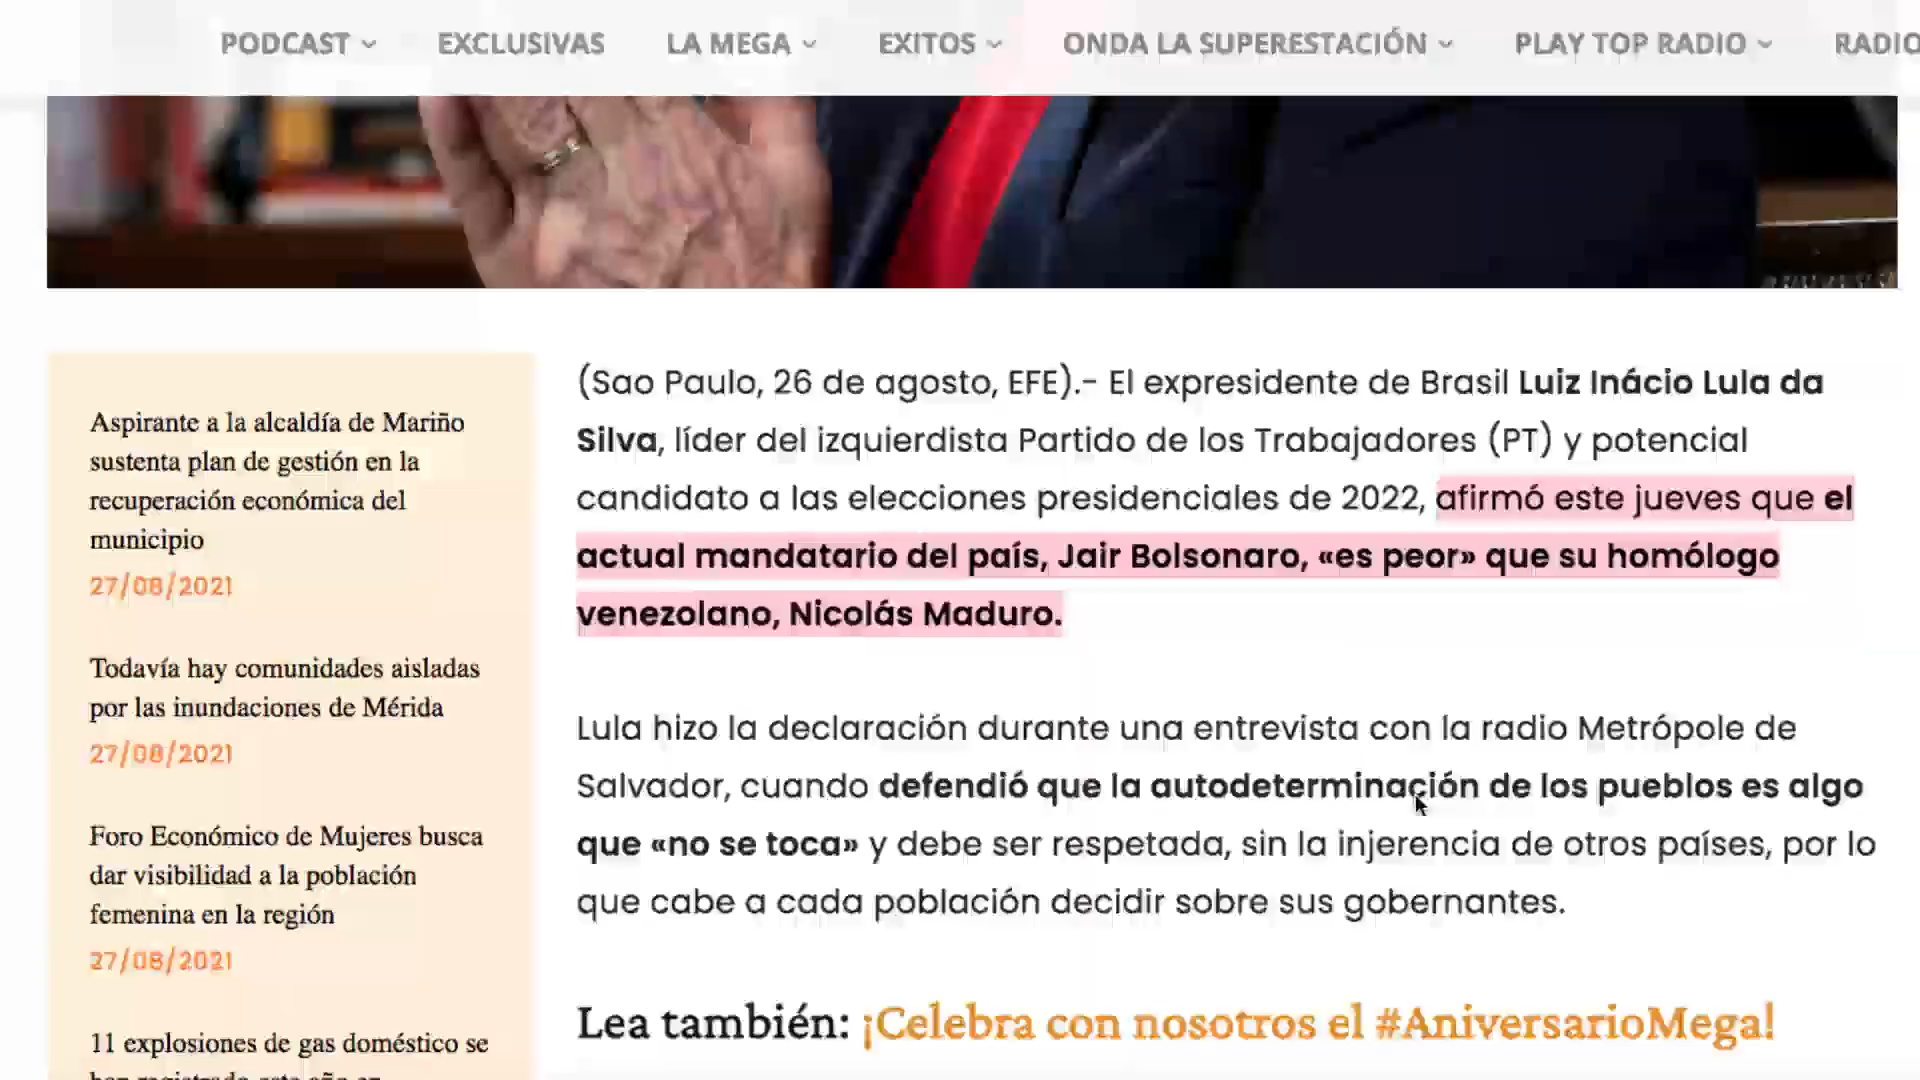 PODCAST EXCLUSIVAS LA MEGA EXITOS ONDA LA SUPERESTACIÓN PLAY TOP RADIO RADIO
Aspirante a la alcaldía de Mariño
sustenta plan de gestión en la
recuperación económica del
municipio
27/08/2021
Todavía hay comunidades aisladas
por las inundaciones de Mérida
27/08/2021
Foro Económico de Mujeres busca
dar visibilidad a la población
femenina en la región
27/08/2021
11 explosiones de gas doméstico se
(Sao Paulo, 26 de agosto, EFE).- El expresidente de Brasil Luiz Inácio Lula da
Silva, líder del izquierdista Partido de los Trabajadores (PT) y potencial
candidato a las elecciones presidenciales de 2022, afirmó este jueves que el
actual mandatario del país, Jair Bolsonaro, «es peor» que su homólogo
venezolano, Nicolás Maduro.
Lula hizo la declaración durante una entrevista con la radio Metrópole de
Salvador, cuando defendió que la autodeterminación de los pueblos es algo
que «no se toca» y debe ser respetada, sin la injerencia de otros países, por lo
que cabe a cada población decidir sobre sus gobernantes.
Lea también: ¡Celebra con nosotros el #AniversarioMega!